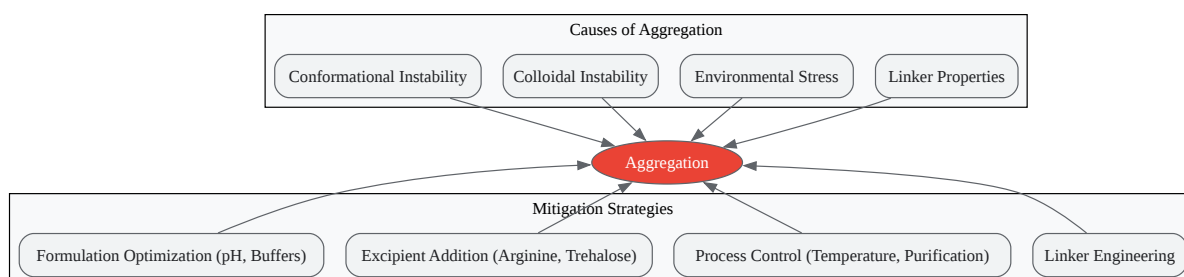 Causes of Aggregation
Conformational Instability
Colloidal Instability
Environmental Stress
Linker Properties
Aggregation
Mitigation Strategies
Formulation Optimization (pH, Buffers)
Excipient Addition (Arginine, Trehalose)
Process Control (Temperature, Purification)
Linker Engineering